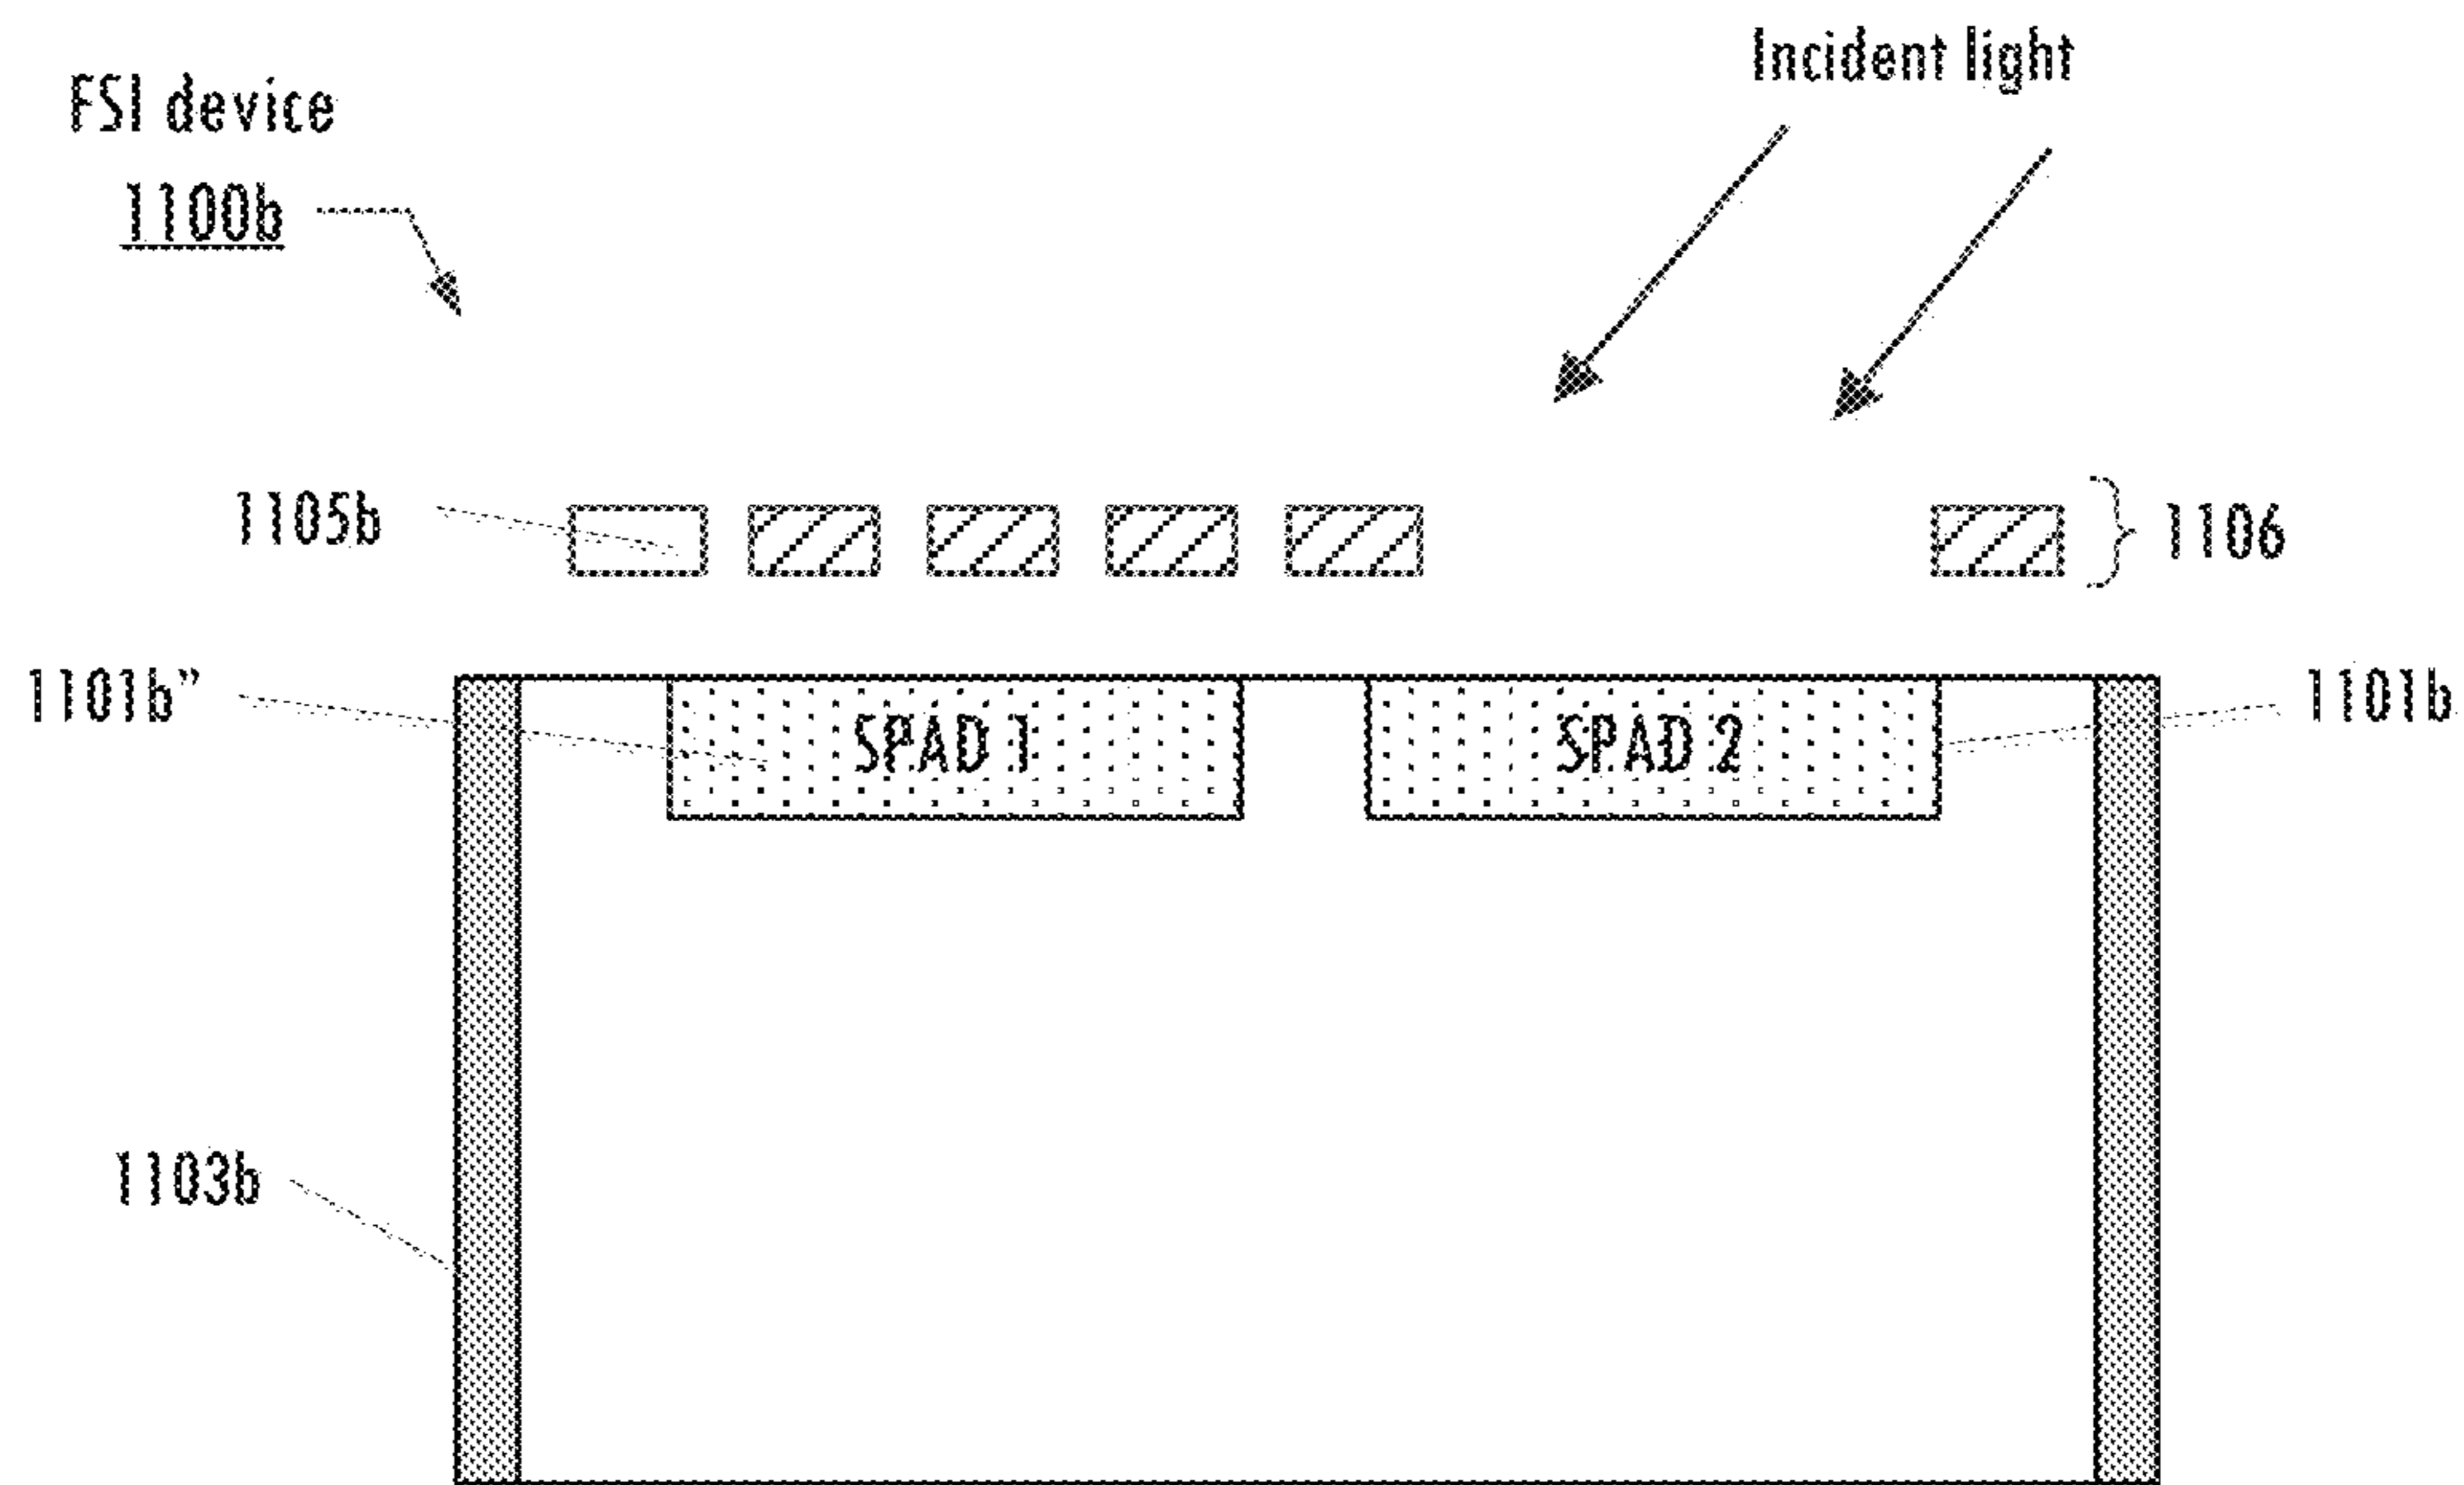 Incident light
FSI device
1100b
1105b
1106
1101b”
SPAD 1
SPAD 2
1101b
1103b